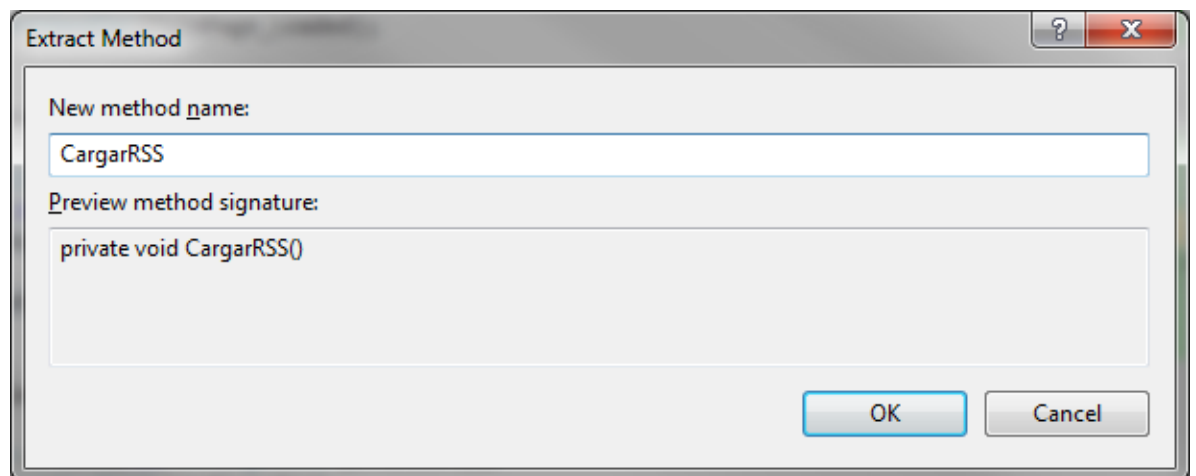 Extract Method
?
New method name:
CargarRSS
Preview method signature:
private void CargarRSS()
OK
Cancel